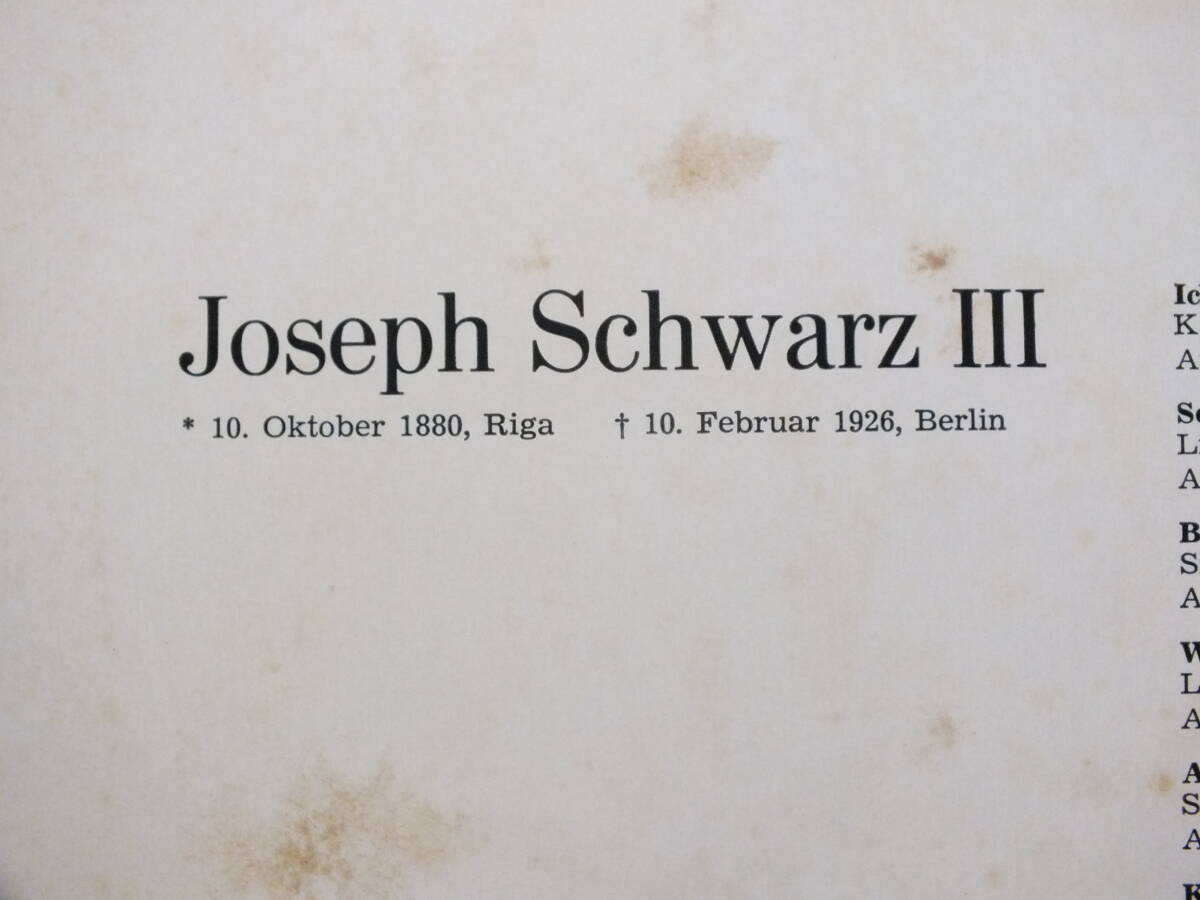 Joseph Schwarz III
* 10. Oktober 1880, Riga † 10. Februar 1926, Berlin
K
A
A
B
S
A
L
A
A
S
A
K